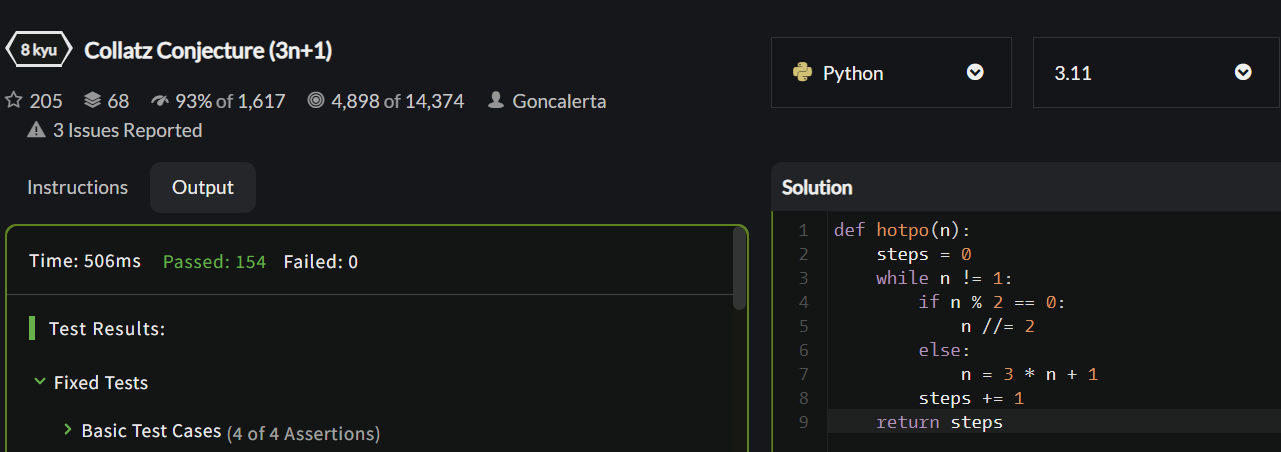 8 kyu Collatz Conjecture (3n+1)
205 68 93% of 1,617 4,898 of 14,374 Goncalerta
3 Issues Reported
Python 3.11
Instructions Output
Time: 506ms Passed: 154 Failed: 0
Test Results:
Fixed Tests
Basic Test Cases (4 of 4 Assertions)
Solution
1 def hotpo(n):
2     steps = 0
3     while n != 1:
4         if n % 2 == 0:
5             n //= 2
6         else:
7             n = 3 * n + 1
8         steps += 1
9     return steps